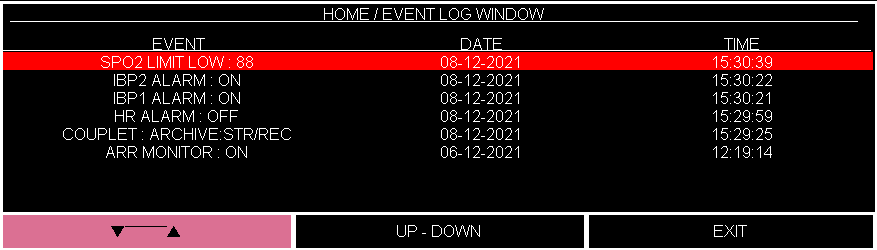 HOME / EVENT LOG WINDOW
EVENT DATE TIME
SPO2 LIMIT LOW : 88 08-12-2021 15:30:39
IBP2 ALARM : ON 08-12-2021 15:30:22
IBP1 ALARM : ON 08-12-2021 15:30:21
HR ALARM : OFF 08-12-2021 15:29:59
COUPLET : ARCHIVE:STR/REC 08-12-2021 15:29:25
ARR MONITOR : ON 06-12-2021 12:19:14
UP - DOWN EXIT